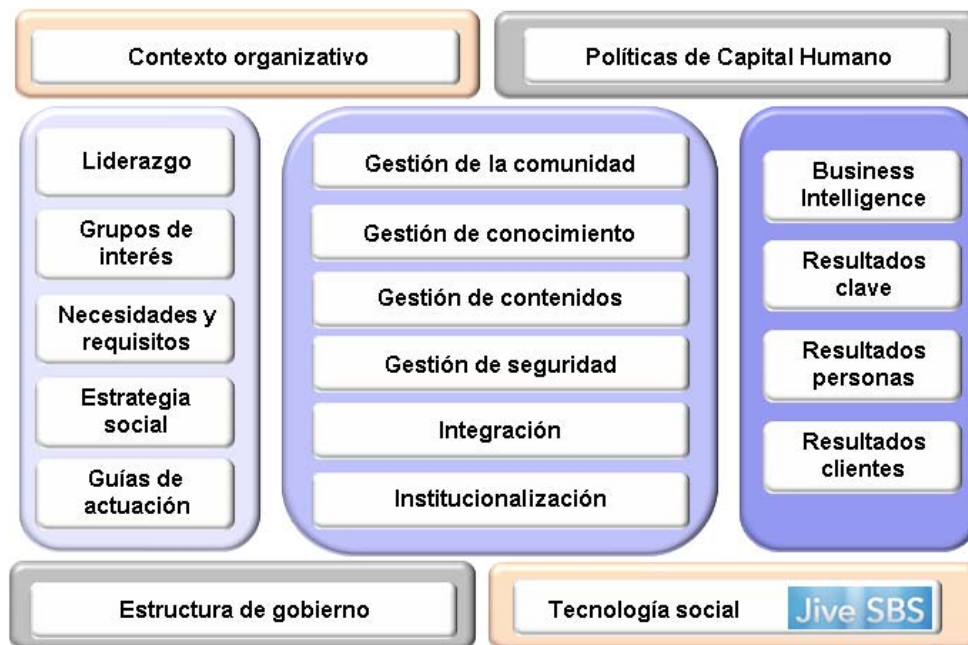 Contexto organizativo
Políticas de Capital Humano
Liderazgo
Grupos de
interés
Necesidades y
requisitos
Estrategia
social
Guías de
actuación
Gestión de la comunidad
Gestión de conocimiento
Gestión de contenidos
Gestión de seguridad
Integración
Institucionalización
Business
Intelligence
Resultados
clave
Resultados
personas
Resultados
clientes
Estructura de gobierno
Tecnología social
Jive SBS